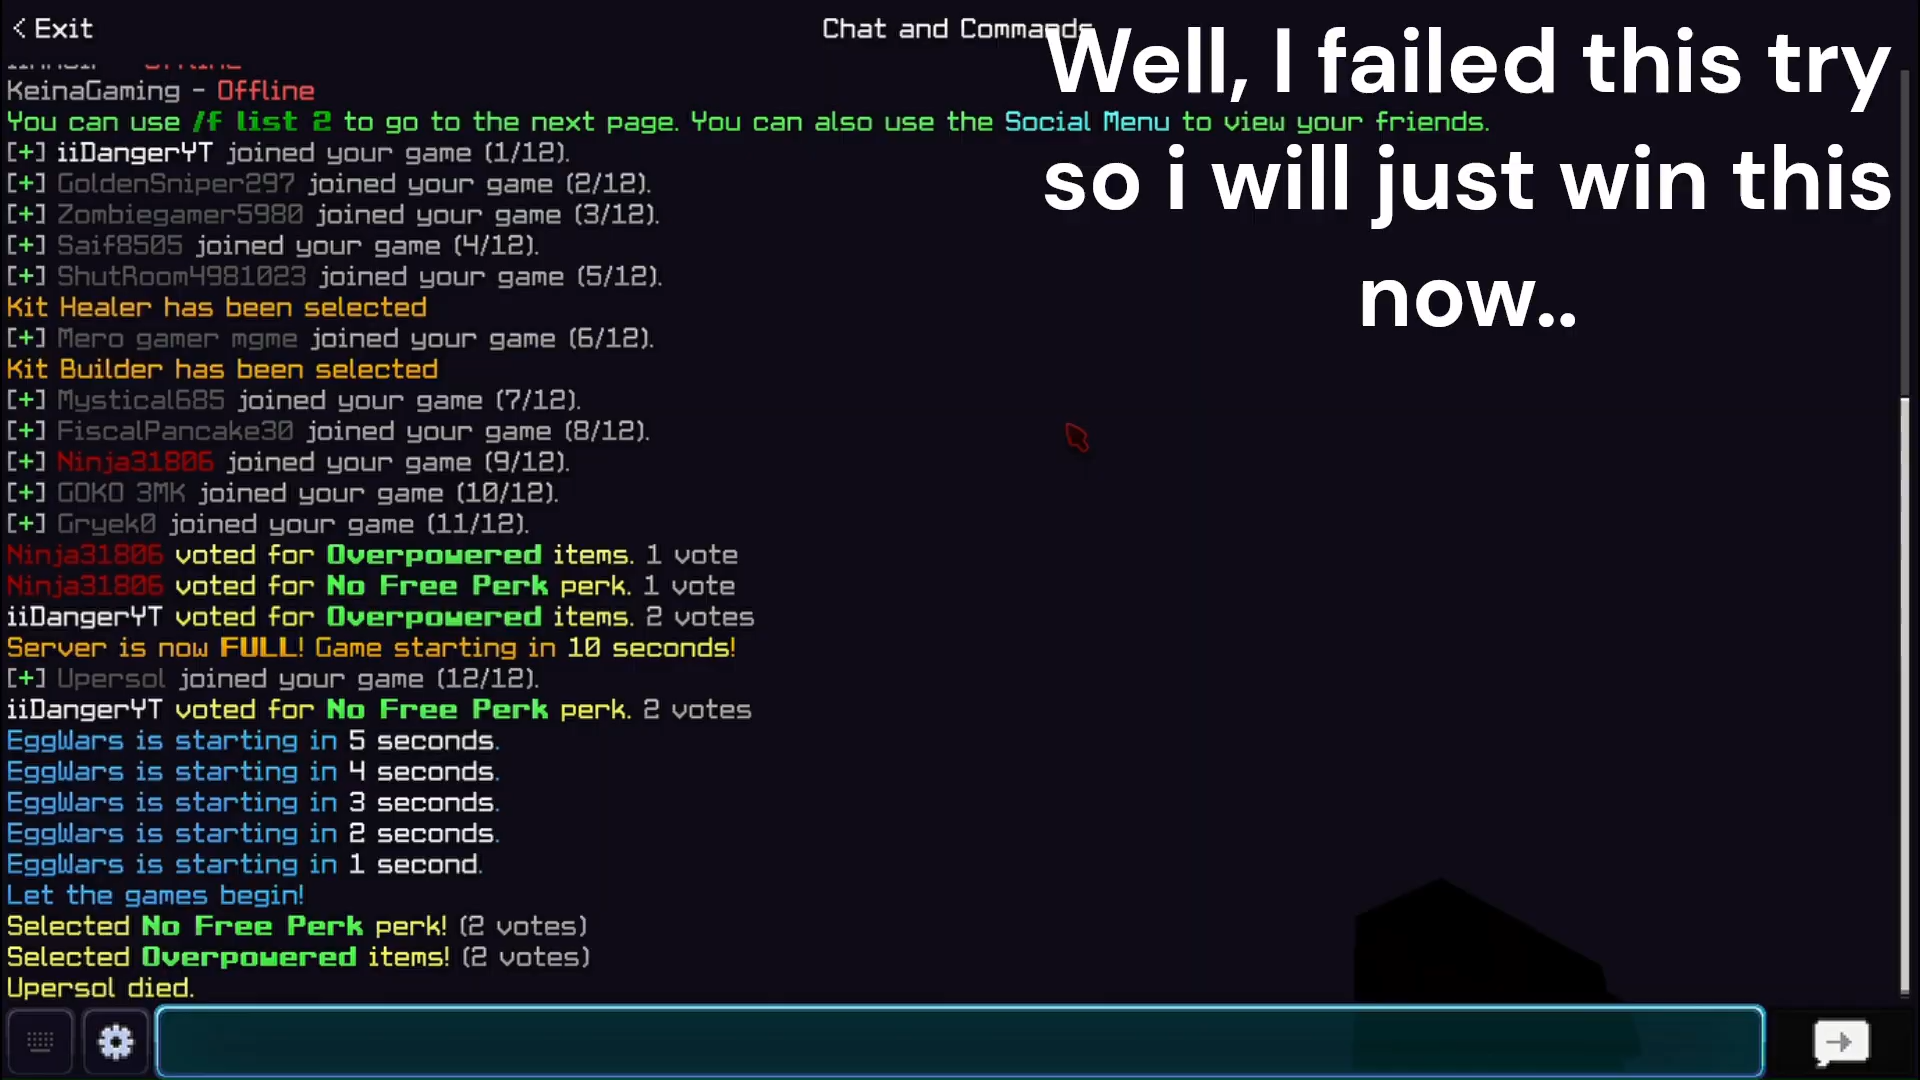 Exit
Chat and Commands
Well, I failed this try
so i will just win this
now..
Offline
KeinaGaming - Offline
You can use /f list 2 to go to the next page. You can also use the Social Menu to view your friends.
[+] iiDangerYT joined your game (1/12).
[+] GoldenSniper297 joined your game (2/12).
[+] Zombiegamer5980 joined your game (3/12).
[+] Saif8505 joined your game (4/12).
[+] ShutRoom4981023 joined your game (5/12).
Kit Healer has been selected
[+] Mero gamer mgme joined your game (6/12).
Kit Builder has been selected
[+] Mystical685 joined your game (7/12).
[+] FiscalPancake30 joined your game (8/12).
[+] Ninja31806 joined your game (9/12).
[+] GOKO 3MK joined your game (10/12).
[+] Gryek0 joined your game (11/12).
Ninja31806 voted for Overpowered items. 1 vote
Ninja31806 voted for No Free Perk perk. 1 vote
iiDangerYT voted for Overpowered items. 2 votes
Server is now FULL! Game starting in 10 seconds!
[+] Upersol joined your game (12/12).
iiDangerYT voted for No Free Perk perk. 2 votes
EggWars is starting in 5 seconds.
EggWars is starting in 4 seconds.
EggWars is starting in 3 seconds.
EggWars is starting in 2 seconds.
EggWars is starting in 1 second.
Let the games begin!
Selected No Free Perk perk! (2 votes)
Selected Overpowered items! (2 votes)
Upersol died.